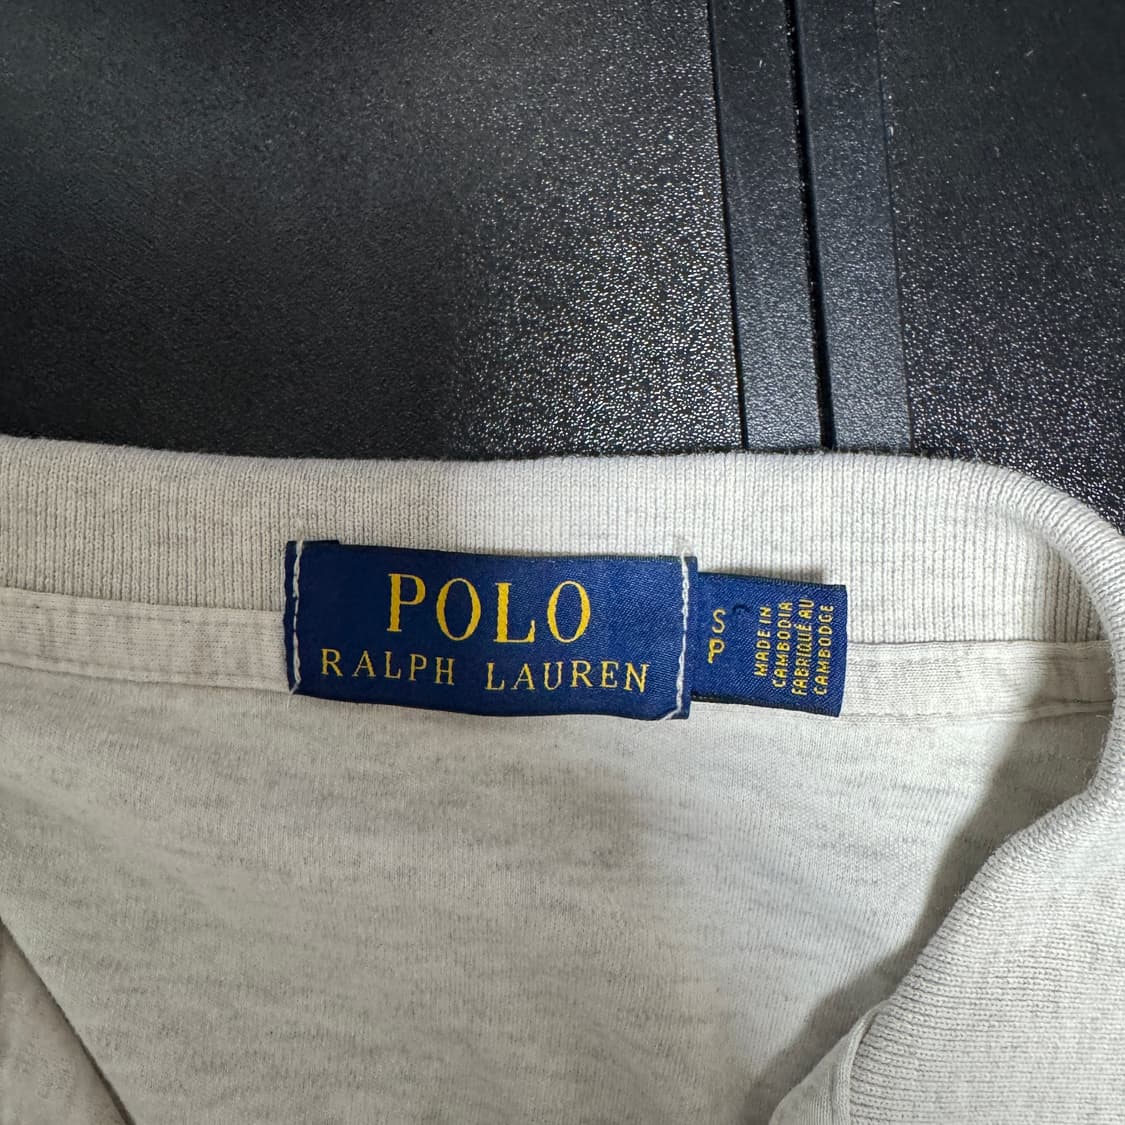 POLO
RALPH LAUREN
S
P
MADE IN
CAMBODIA
FABRIQUÉ AU
CAMBODGE